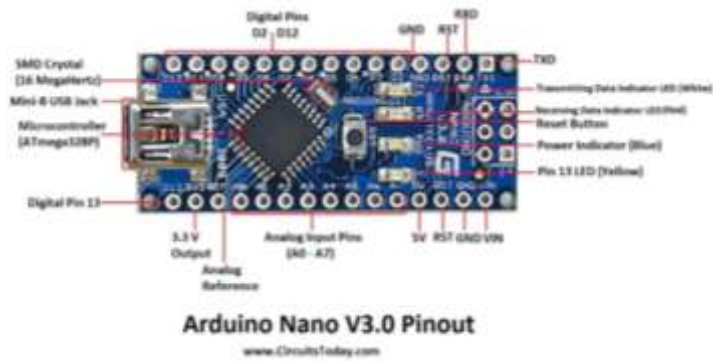 Digital Pins
D2 - D12
GND
RST
RXD
TXD
SMD Crystal
(16 MegaHertz)
Mini-B USB Jack
Microcontroller
(ATmega328P)
Transmitting Data Indicator LED (White)
Receiving Data Indicator LED (Red)
Reset Button
Power Indicator (Blue)
Pin 13 LED (Yellow)
Digital Pin 13
3.3 V
Output
Analog
Reference
Analog Input Pins
(A0 - A7)
5V
RST
GND
VIN
Arduino Nano V3.0 Pinout
www.CircuitsToday.com